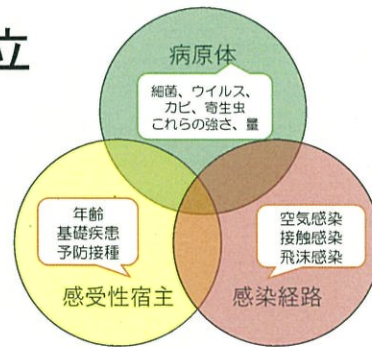 立
病原体
細菌、ウイルス、
カビ、寄生虫
これらの強さ、量
年齢
基礎疾患
予防接種
感受性宿主
空気感染
接触感染
飛沫感染
感染経路